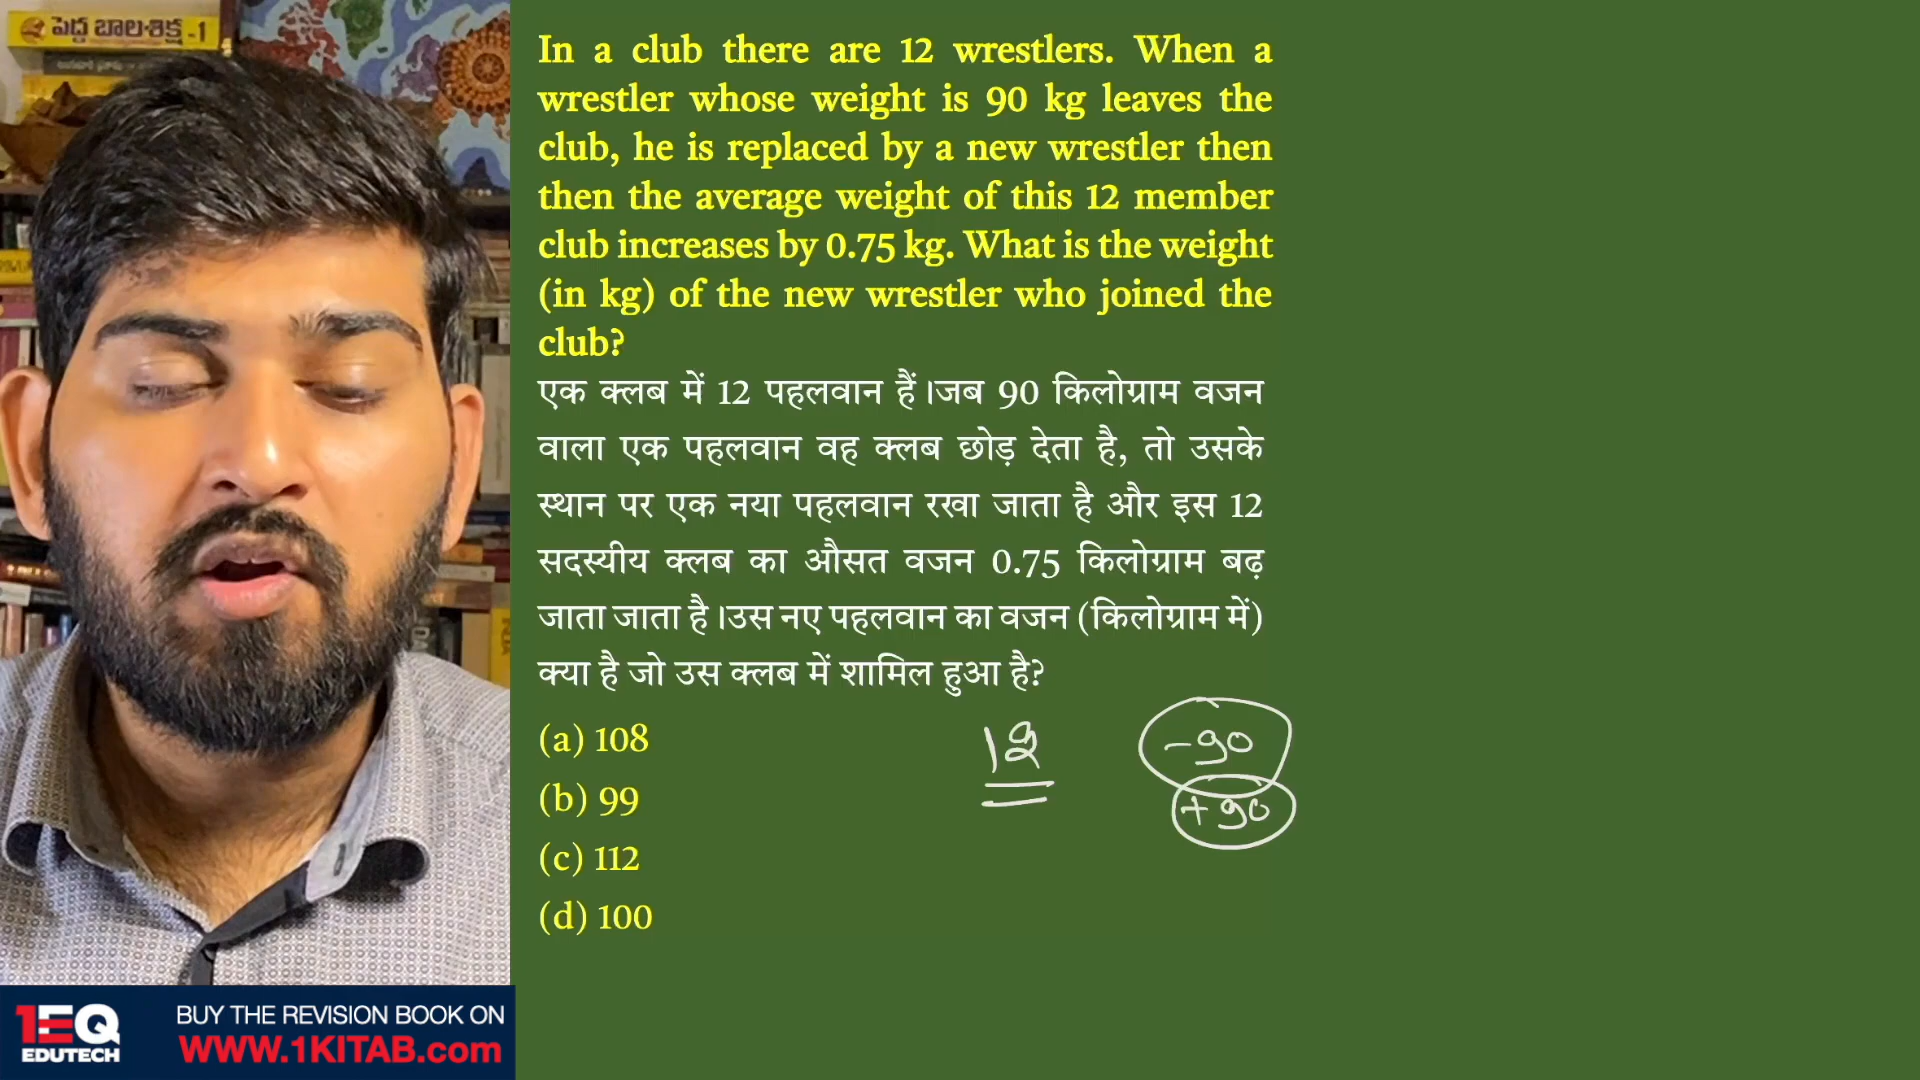 పెద్ద బాలశిక్ష -1
In a club there are 12 wrestlers. When a
wrestler whose weight is 90 kg leaves the
club, he is replaced by a new wrestler then
then the average weight of this 12 member
club increases by 0.75 kg. What is the weight
(in kg) of the new wrestler who joined the
club?
एक क्लब में 12 पहलवान हैं।जब 90 किलोग्राम वजन
वाला एक पहलवान वह क्लब छोड़ देता है, तो उसके
स्थान पर एक नया पहलवान रखा जाता है और इस 12
सदस्यीय क्लब का औसत वजन 0.75 किलोग्राम बढ़
जाता जाता है।उस नए पहलवान का वजन (किलोग्राम में)
क्या है जो उस क्लब में शामिल हुआ है?
(a) 108
(b) 99
(c) 112
(d) 100
12
-90
+90
1EQ
EDUTECH
BUY THE REVISION BOOK ON
WWW.1KITAB.com